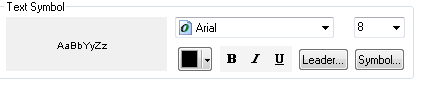 Text Symbol
AaBbYyZz
Arial 8
B I U Leader... Symbol...